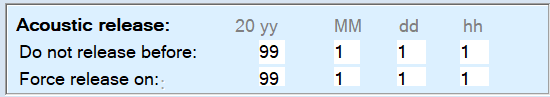 Acoustic release: 20 yy MM dd hh
Do not release before: 99 1 1 1
Force release on: 99 1 1 1